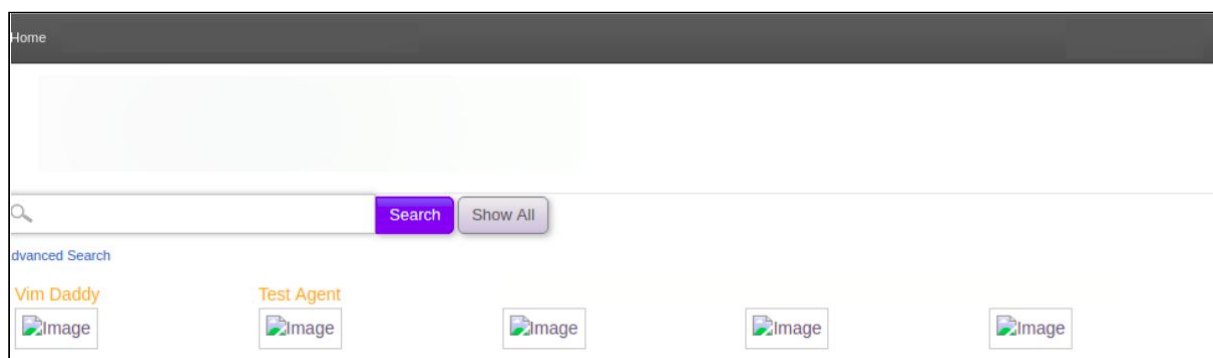 Home
Search Show All
dvanced Search
Vim Daddy Test Agent
Image Image Image Image Image